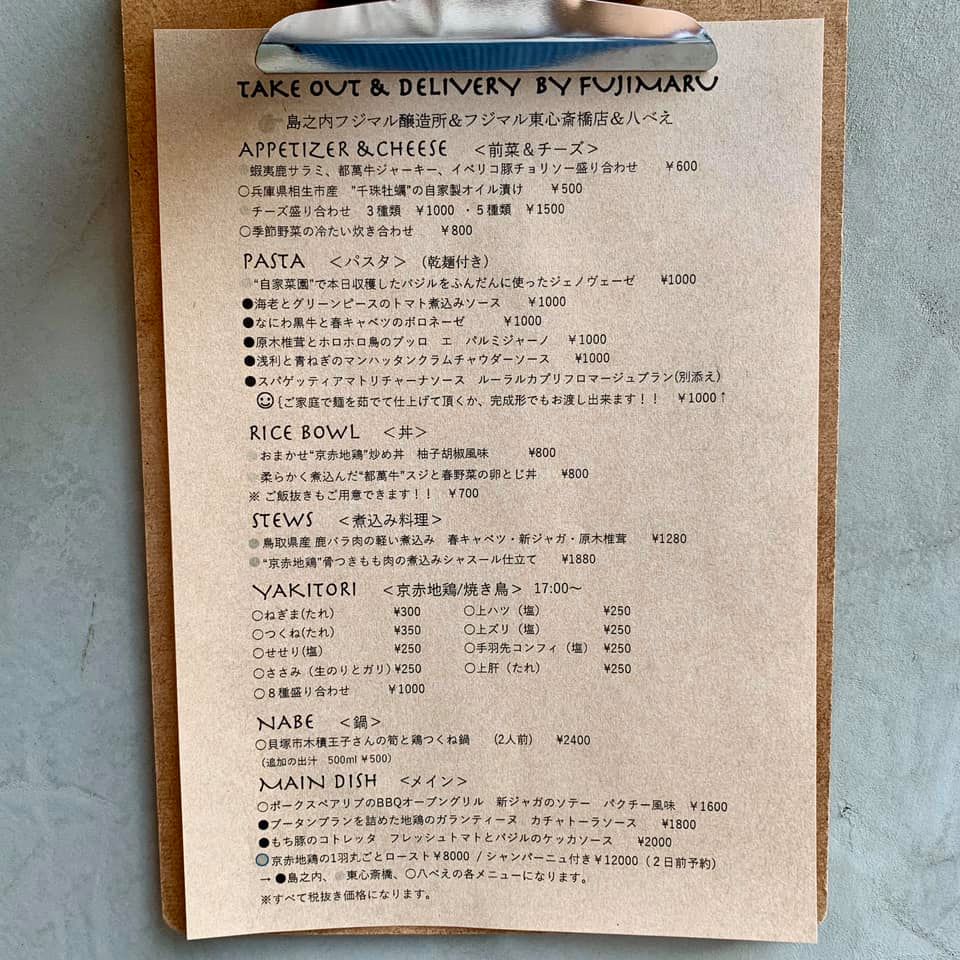 TAKE OUT & DELIVERY BY FUJIMARU
島之内フジマル醸造所&フジマル東心斎橋店&八べえ
APPETIZER & CHEESE <前菜&チーズ>
蝦夷鹿サラミ、都萬牛ジャーキー、イベリコ豚チョリソー盛り合わせ ¥600
○兵庫県相生市産 "千珠牡蠣"の自家製オイル漬け ¥500
チーズ盛り合わせ 3種類 ¥1000 ・5種類 ¥1500
○季節野菜の冷たい炊き合わせ ¥800
PASTA <パスタ> (乾麺付き)
"自家菜園"で本日収穫したバジルをふんだんに使ったジェノヴェーゼ ¥1000
●海老とグリーンピースのトマト煮込みソース ¥1000
●なにわ黒牛と春キャベツのボロネーゼ ¥1000
●原木椎茸とホロホロ鳥のブッロ エ パルミジャーノ ¥1000
●浅利と青ねぎのマンハッタンクラムチャウダーソース ¥1000
●スパゲッティアマトリチャーナソース ルーラルカプリフロマージュブラン(別添え)
☺{ご家庭で麺を茹でて仕上げて頂くか、完成形でもお渡し出来ます!! ¥1000↑
RICE BOWL <丼>
おまかせ"京赤地鶏"炒め丼 柚子胡椒風味 ¥800
柔らかく煮込んだ"都萬牛"スジと春野菜の卵とじ丼 ¥800
※ご飯抜きもご用意できます!! ¥700
STEWS <煮込み料理>
●鳥取県産 鹿バラ肉の軽い煮込み 春キャベツ・新ジャガ・原木椎茸 ¥1280
●"京赤地鶏"骨つきもも肉の煮込みシャスール仕立て ¥1880
YAKITORI <京赤地鶏/焼き鳥> 17:00〜
○ねぎま(たれ) ¥300 ○上ハツ(塩) ¥250
○つくね(たれ) ¥350 ○上ズリ(塩) ¥250
○せせり(塩) ¥250 ○手羽先コンフィ(塩) ¥250
○ささみ(生のりとガリ) ¥250 ○上肝(たれ) ¥250
○8種盛り合わせ ¥1000
NABE <鍋>
○貝塚市木積王子さんの筍と鶏つくね鍋 (2人前) ¥2400
(追加の出汁 500ml ¥500)
MAIN DISH <メイン>
○ポークスペアリブのBBQオーブングリル 新ジャガのソテー パクチー風味 ¥1600
●ブータンブランを詰めた地鶏のガランティーヌ カチャトーラソース ¥1800
●もち豚のコトレッタ フレッシュトマトとバジルのケッカソース ¥2000
○京赤地鶏の1羽丸ごとロースト¥8000 / シャンパーニュ付き¥12000(2日前予約)
→ ●島之内、●東心斎橋、○八べえの各メニューになります。
※すべて税抜き価格になります。